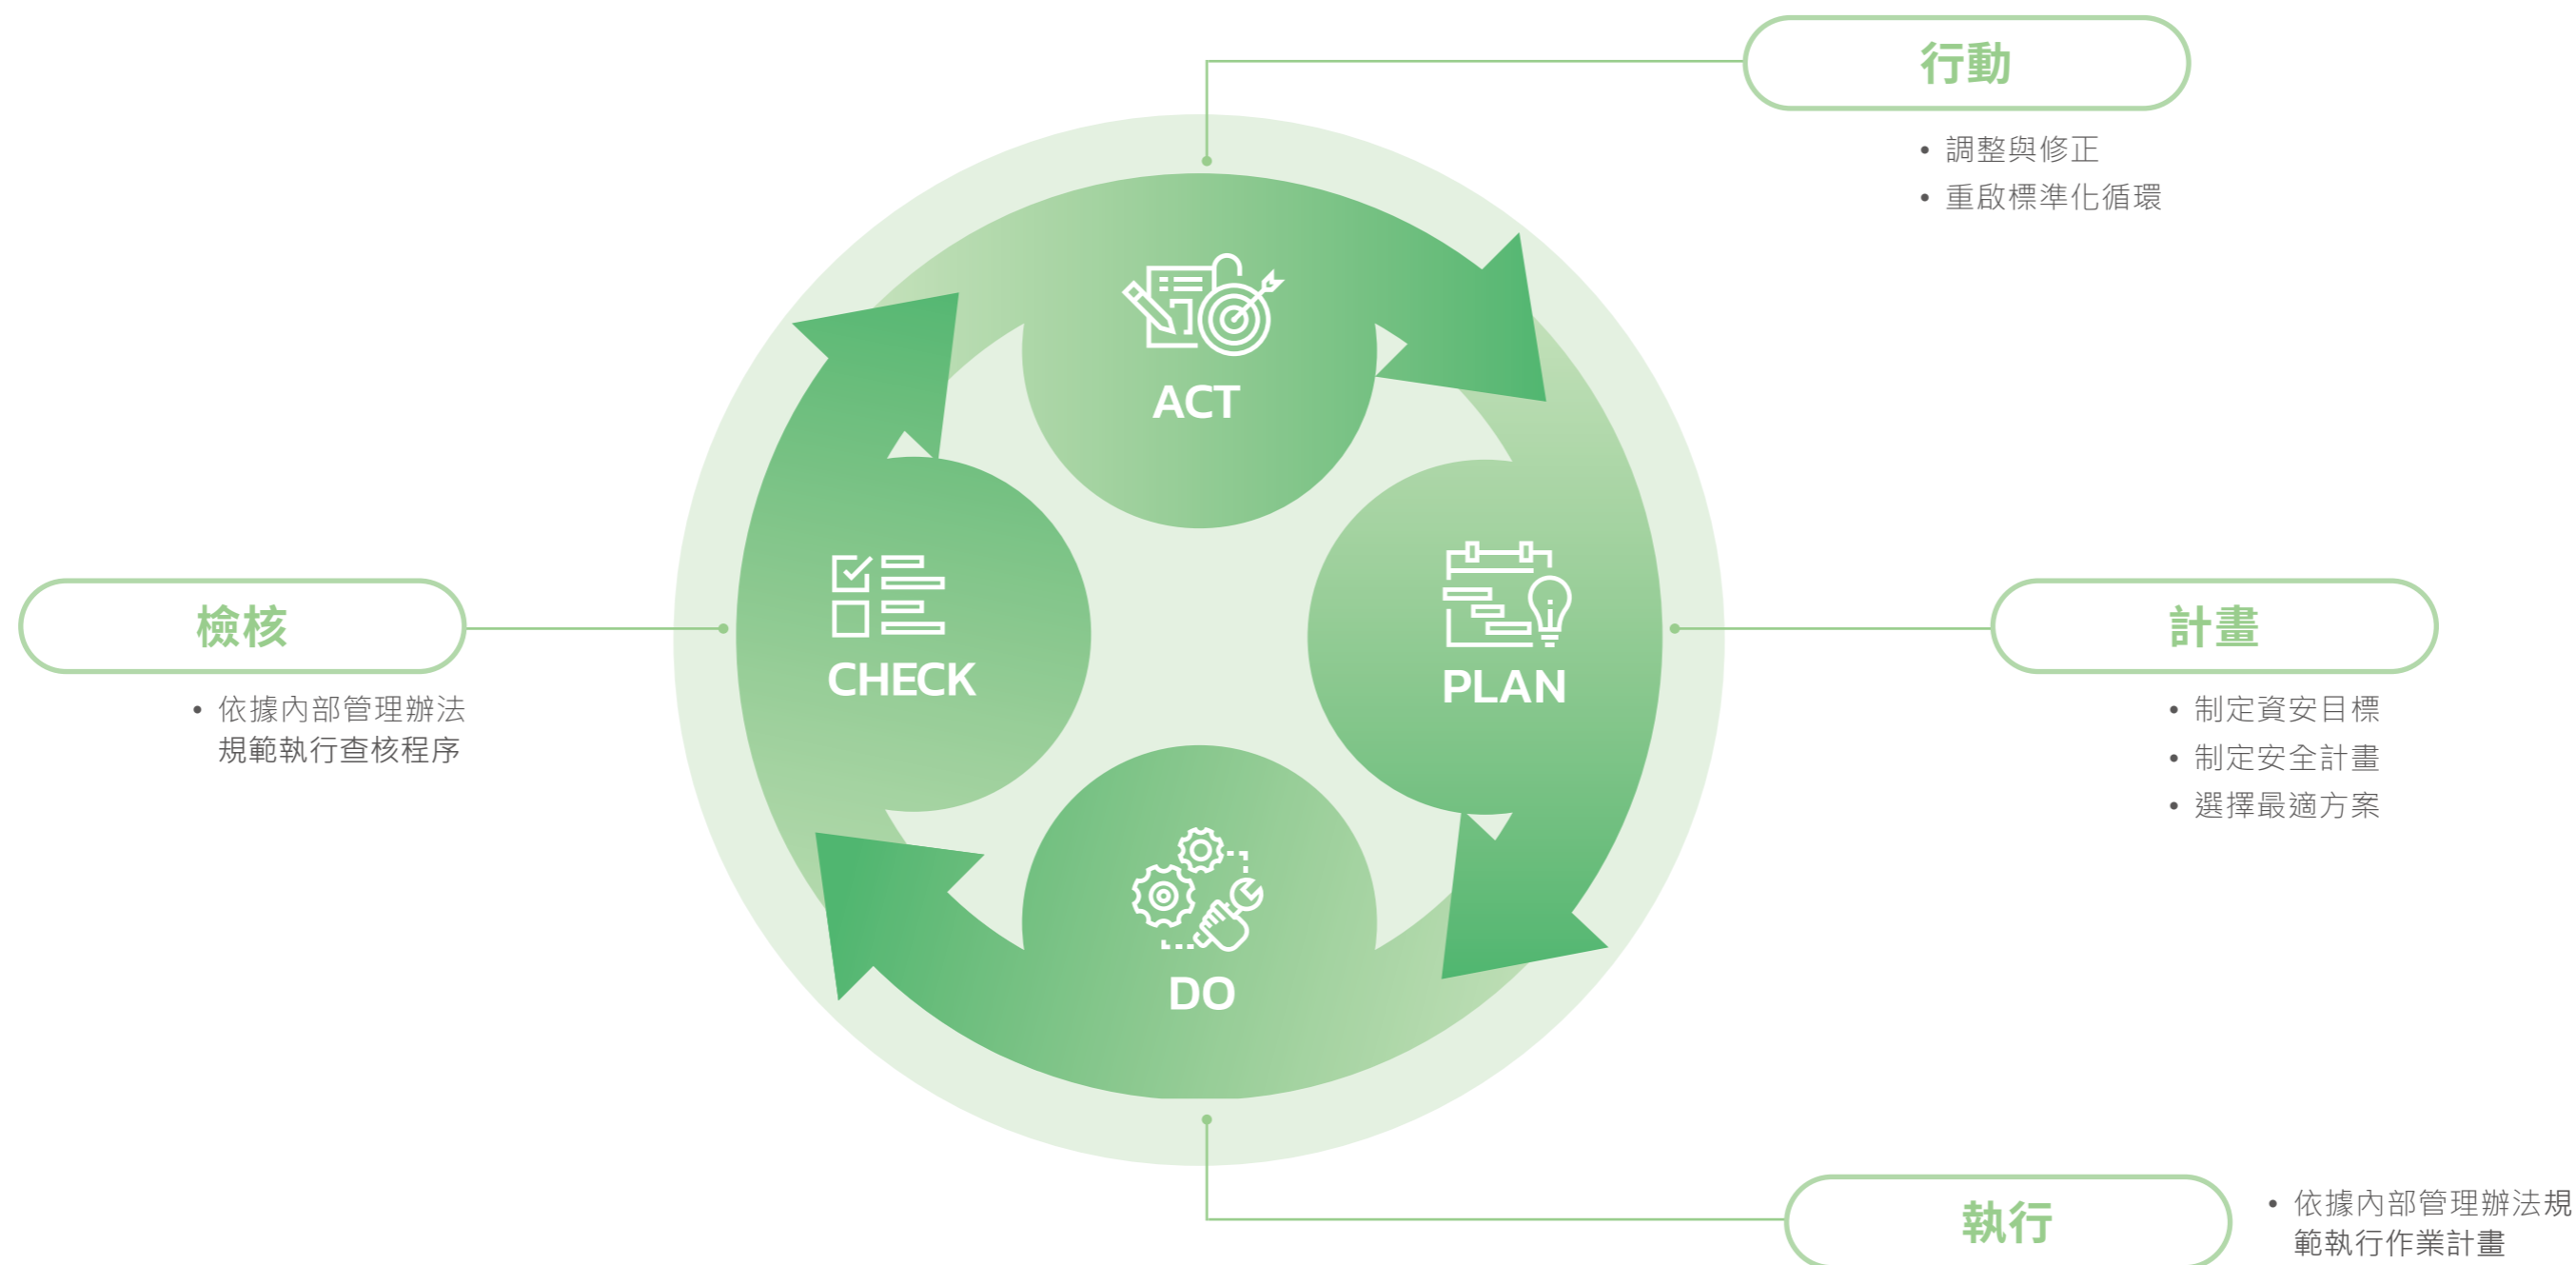 行動
• 調整與修正
• 重啟標準化循環
ACT
檢核
• 依據內部管理辦法
規範執行查核程序
CHECK
PLAN
計畫
• 制定資安目標
• 制定安全計畫
• 選擇最適方案
DO
執行
• 依據內部管理辦法規
範執行作業計畫